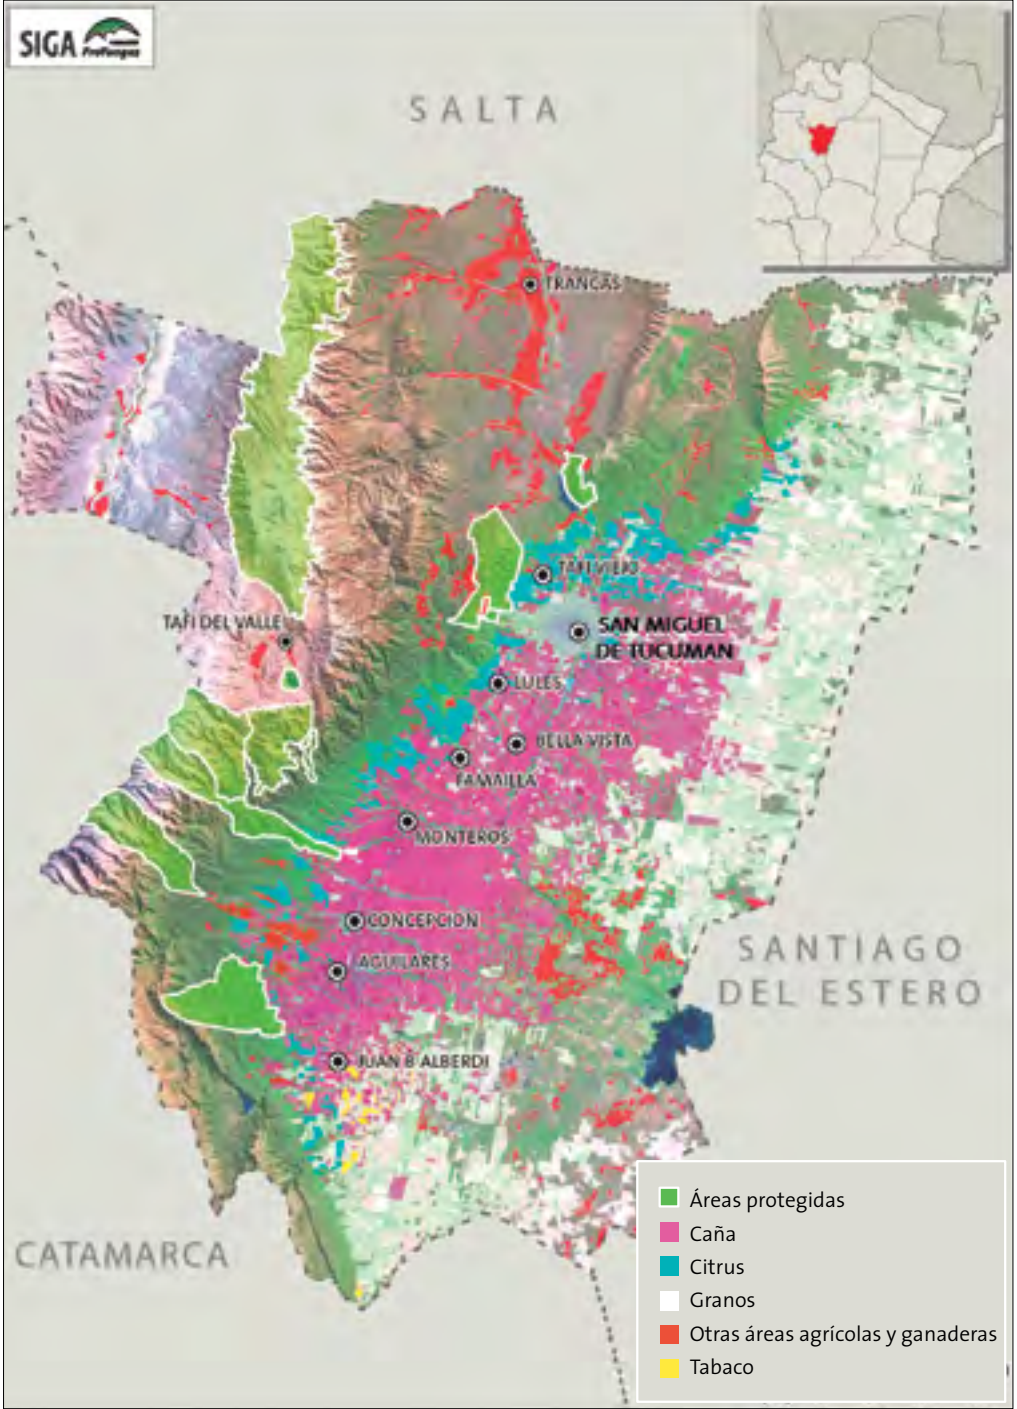 SIGA
ProYungas
SALTA
TRANCAS
TAFI VIEJO
SAN MIGUEL
DE TUCUMAN
TAFI DEL VALLE
LULES
BELLA VISTA
FAMAILLA
MONTEROS
CONCEPCION
AGUILARES
SANTIAGO
DEL ESTERO
JUAN B ALBERDI
CATAMARCA
Áreas protegidas
Caña
Citrus
Granos
Otras áreas agrícolas y ganaderas
Tabaco